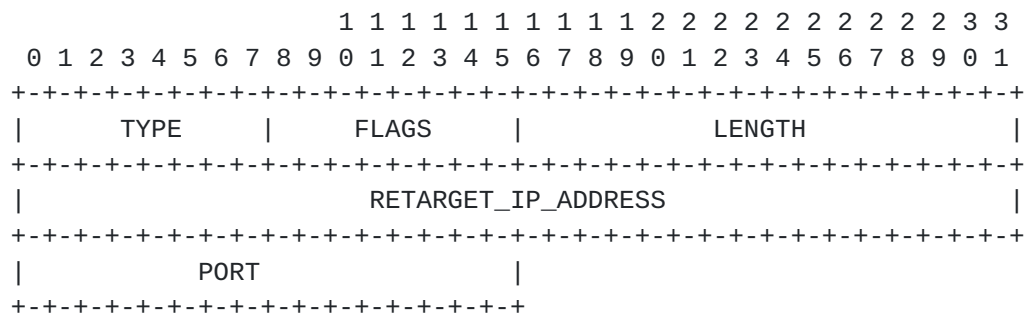 1 1 1 1 1 1 1 1 1 1 2 2 2 2 2 2 2 2 2 2 3 3
 0 1 2 3 4 5 6 7 8 9 0 1 2 3 4 5 6 7 8 9 0 1 2 3 4 5 6 7 8 9 0 1
+-+-+-+-+-+-+-+-+-+-+-+-+-+-+-+-+-+-+-+-+-+-+-+-+-+-+-+-+-+-+-+-+
|      TYPE     |     FLAGS     |            LENGTH             |
+-+-+-+-+-+-+-+-+-+-+-+-+-+-+-+-+-+-+-+-+-+-+-+-+-+-+-+-+-+-+-+-+
|                      RETARGET_IP_ADDRESS                      |
+-+-+-+-+-+-+-+-+-+-+-+-+-+-+-+-+-+-+-+-+-+-+-+-+-+-+-+-+-+-+-+-+
|           PORT                |
+-+-+-+-+-+-+-+-+-+-+-+-+-+-+-+-+